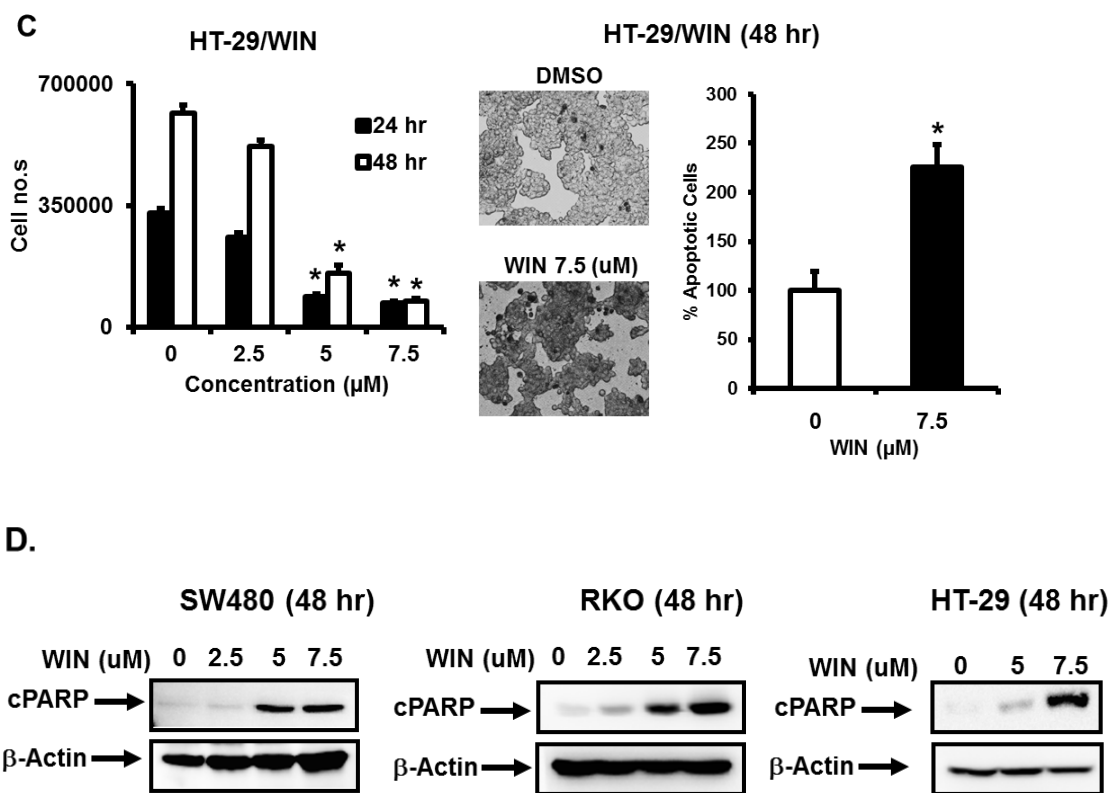 C
HT-29/WIN
700000
350000
0
Cell no.s
24 hr
48 hr
* * * *
0 2.5 5 7.5
Concentration (µM)
HT-29/WIN (48 hr)
DMSO
WIN 7.5 (uM)
% Apoptotic Cells
300
250
200
150
100
50
0
*
0 7.5
WIN (µM)
D.
SW480 (48 hr)
WIN (uM) 0 2.5 5 7.5
cPARP
β-Actin
RKO (48 hr)
WIN (uM) 0 2.5 5 7.5
cPARP
β-Actin
HT-29 (48 hr)
WIN (uM) 0 5 7.5
cPARP
β-Actin